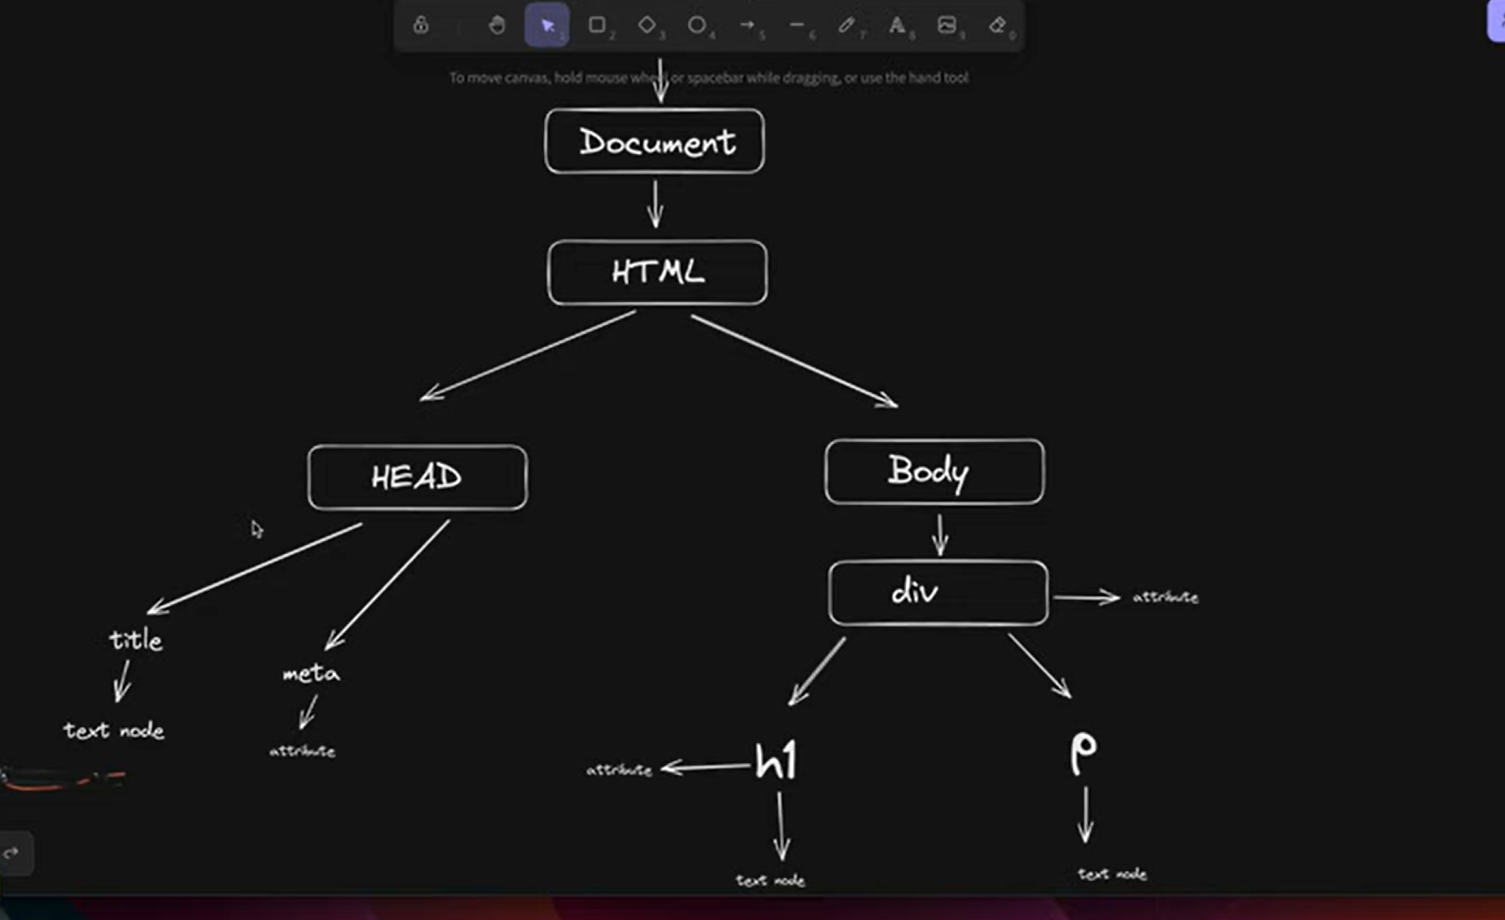 1
2
3
4
5
6
7
8
9
0
To move canvas, hold mouse wheel or spacebar while dragging, or use the hand tool
Document
HTML
HEAD
Body
div
attribute
title
meta
text node
attribute
h1
p
attribute
text node
text node